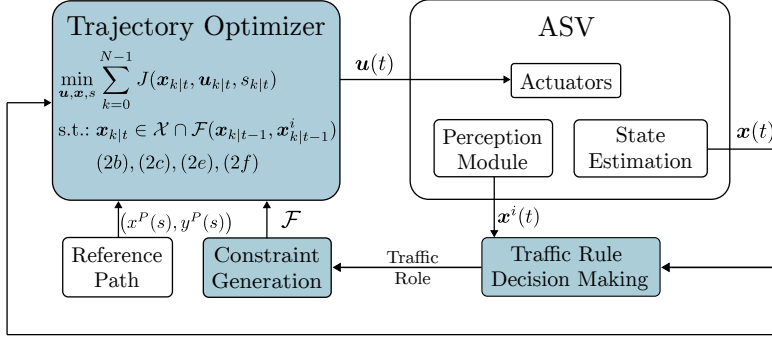 Trajectory Optimizer
min_{u,x,s} \sum_{k=0}^{N-1} J(x_{k|t}, u_{k|t}, s_{k|t})
s.t.: x_{k|t} ∈ 𝒳 ∩ ℱ(x_{k|t-1}, x^i_{k|t-1})
(2b), (2c), (2e), (2f)
u(t)
ASV
Actuators
Perception
Module
State
Estimation
x(t)
(x^P(s), y^P(s))
ℱ
x^i(t)
Reference
Path
Constraint
Generation
Traffic
Role
Traffic Rule
Decision Making